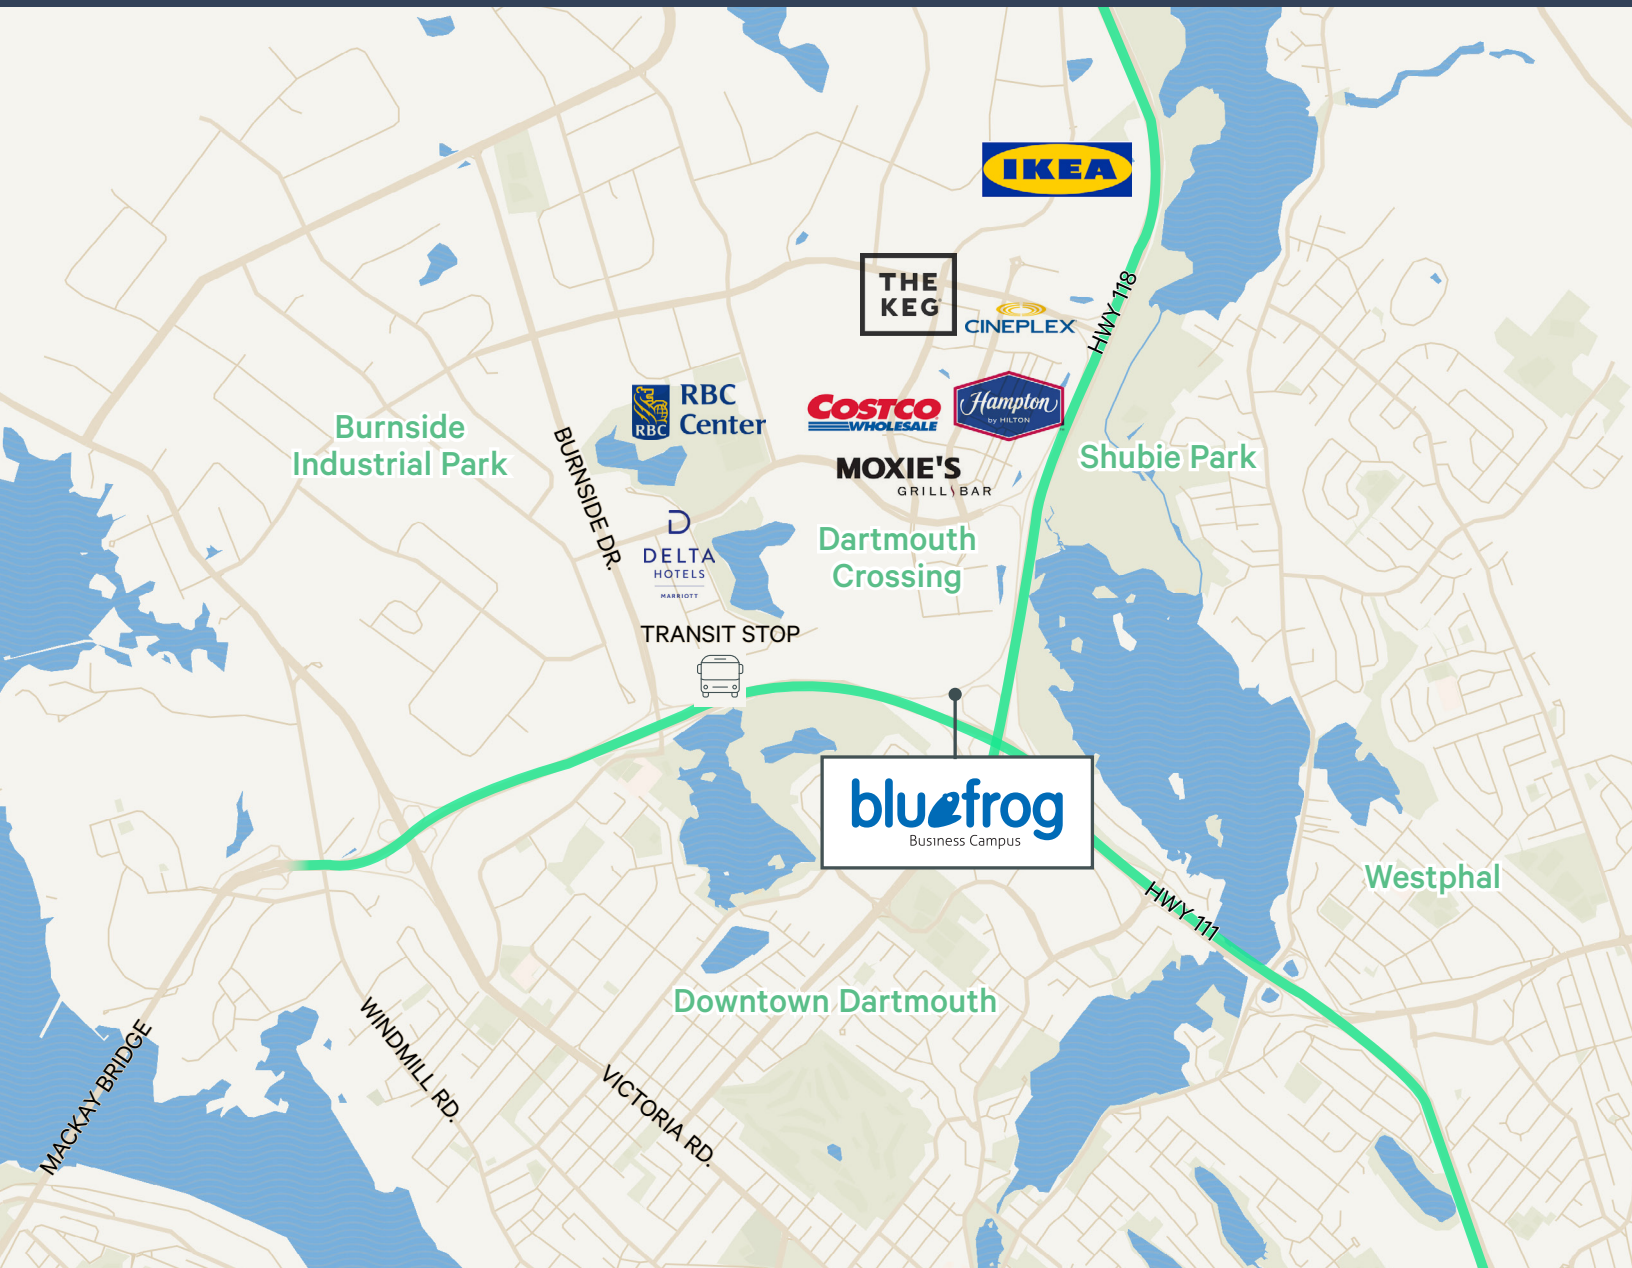 IKEA
THE
KEG
CINEPLEX
HWY 118
RBC
RBC
Center
COSTCO
WHOLESALE
Hampton
by HILTON
Burnside
Industrial Park
BURNSIDE DR.
MOXIE'S
GRILL BAR
Shubie Park
DELTA
HOTELS
MARRIOTT
Dartmouth
Crossing
TRANSIT STOP
bluefrog
Business Campus
HWY 111
Westphal
Downtown Dartmouth
MACKAY BRIDGE
WINDMILL RD.
VICTORIA RD.